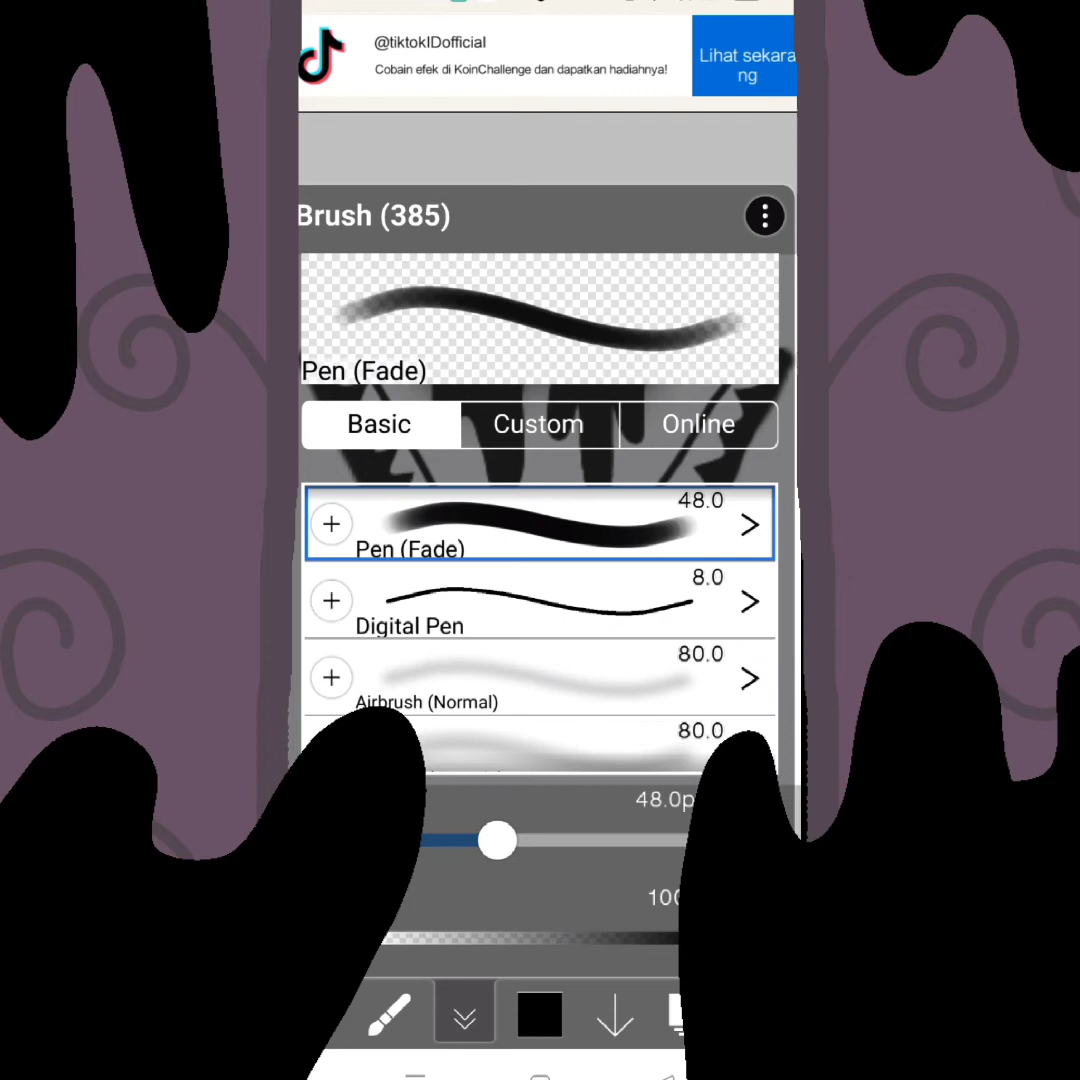 @tiktokIDofficial
Cobain efek di KoinChallenge dan dapatkan hadiahnya!
Lihat sekara
ng
Brush (385)
Pen (Fade)
Basic
Custom
Online
48.0
Pen (Fade)
8.0
Digital Pen
80.0
Airbrush (Normal)
80.0
48.0p
100